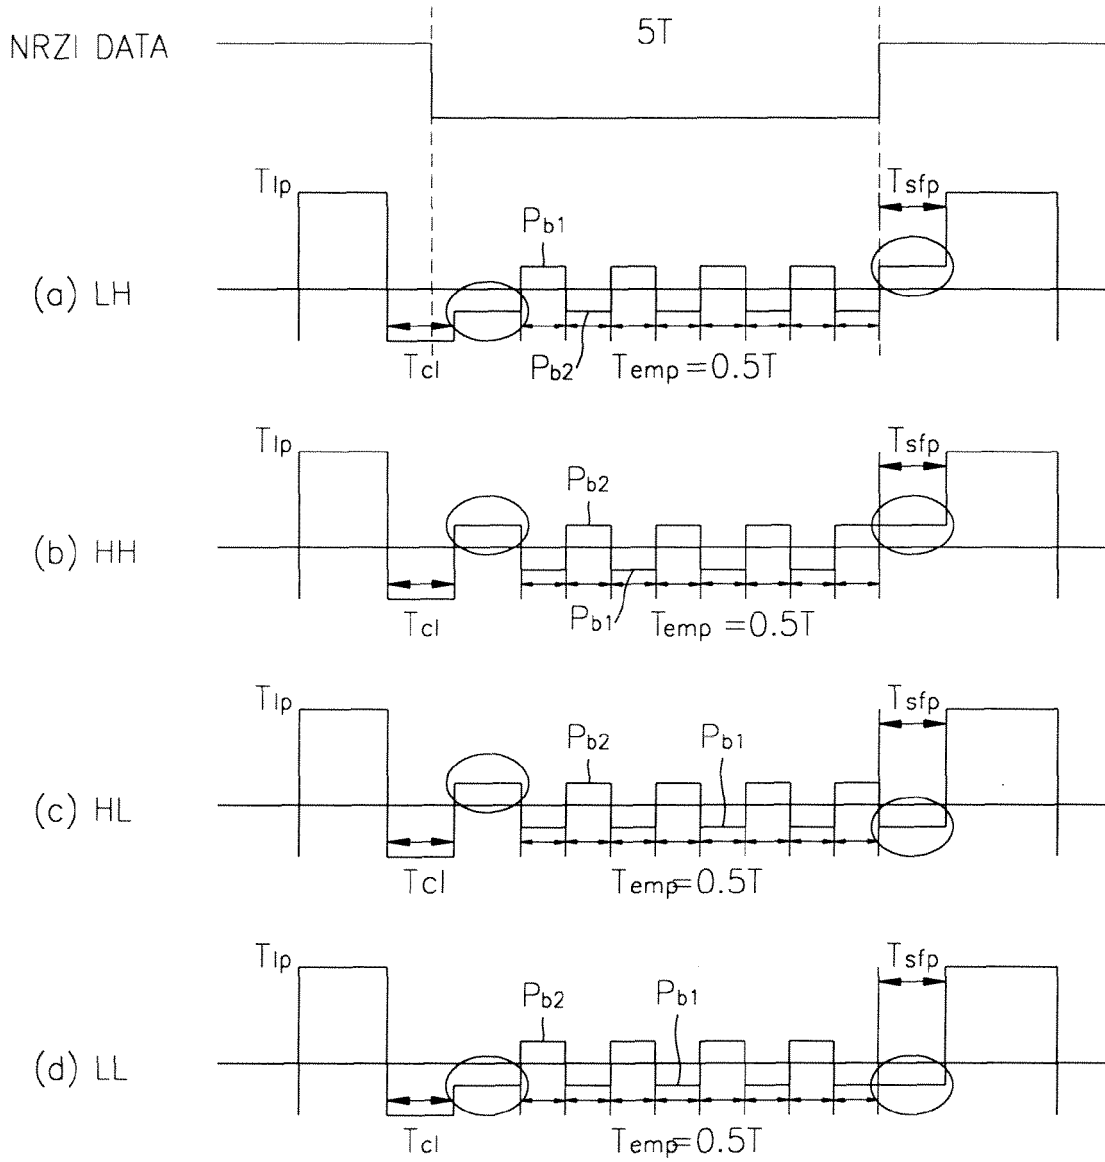 NRZI DATA
5T
Tlp
Tsfp
Pb1
(a) LH
Tcl
Pb2
Temp=0.5T
Tlp
Tsfp
Pb2
(b) HH
Tcl
Pb1
Temp=0.5T
Tlp
Tsfp
Pb2
Pb1
(c) HL
Tcl
Temp=0.5T
Tlp
Tsfp
Pb2
Pb1
(d) LL
Tcl
Temp=0.5T